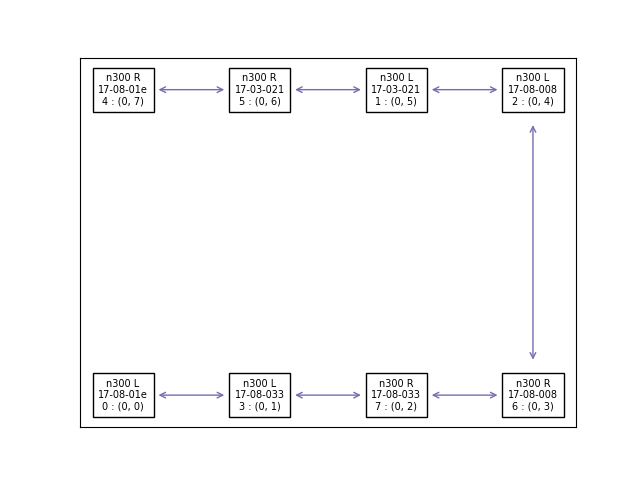 n300 R
17-08-01e
4 : (0, 7)
n300 R
17-03-021
5 : (0, 6)
n300 L
17-03-021
1 : (0, 5)
n300 L
17-08-008
2 : (0, 4)
n300 L
17-08-01e
0 : (0, 0)
n300 L
17-08-033
3 : (0, 1)
n300 R
17-08-033
7 : (0, 2)
n300 R
17-08-008
6 : (0, 3)